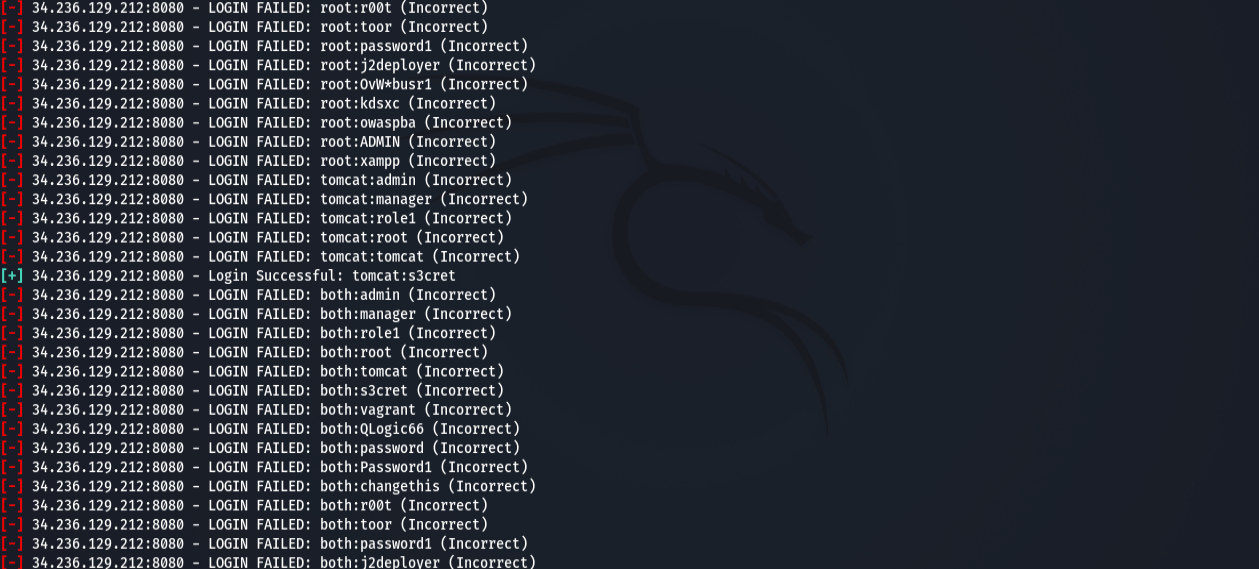 [-] 34.236.129.212:8080 - LOGIN FAILED: root:r00t (Incorrect)
[-] 34.236.129.212:8080 - LOGIN FAILED: root:toor (Incorrect)
[-] 34.236.129.212:8080 - LOGIN FAILED: root:password1 (Incorrect)
[-] 34.236.129.212:8080 - LOGIN FAILED: root:j2deployer (Incorrect)
[-] 34.236.129.212:8080 - LOGIN FAILED: root:OvW*busr1 (Incorrect)
[-] 34.236.129.212:8080 - LOGIN FAILED: root:kdsxc (Incorrect)
[-] 34.236.129.212:8080 - LOGIN FAILED: root:owaspba (Incorrect)
[-] 34.236.129.212:8080 - LOGIN FAILED: root:ADMIN (Incorrect)
[-] 34.236.129.212:8080 - LOGIN FAILED: root:xampp (Incorrect)
[-] 34.236.129.212:8080 - LOGIN FAILED: tomcat:admin (Incorrect)
[-] 34.236.129.212:8080 - LOGIN FAILED: tomcat:manager (Incorrect)
[-] 34.236.129.212:8080 - LOGIN FAILED: tomcat:role1 (Incorrect)
[-] 34.236.129.212:8080 - LOGIN FAILED: tomcat:root (Incorrect)
[-] 34.236.129.212:8080 - LOGIN FAILED: tomcat:tomcat (Incorrect)
[+] 34.236.129.212:8080 - Login Successful: tomcat:s3cret
[-] 34.236.129.212:8080 - LOGIN FAILED: both:admin (Incorrect)
[-] 34.236.129.212:8080 - LOGIN FAILED: both:manager (Incorrect)
[-] 34.236.129.212:8080 - LOGIN FAILED: both:role1 (Incorrect)
[-] 34.236.129.212:8080 - LOGIN FAILED: both:root (Incorrect)
[-] 34.236.129.212:8080 - LOGIN FAILED: both:tomcat (Incorrect)
[-] 34.236.129.212:8080 - LOGIN FAILED: both:s3cret (Incorrect)
[-] 34.236.129.212:8080 - LOGIN FAILED: both:vagrant (Incorrect)
[-] 34.236.129.212:8080 - LOGIN FAILED: both:QLogic66 (Incorrect)
[-] 34.236.129.212:8080 - LOGIN FAILED: both:password (Incorrect)
[-] 34.236.129.212:8080 - LOGIN FAILED: both:Password1 (Incorrect)
[-] 34.236.129.212:8080 - LOGIN FAILED: both:changethis (Incorrect)
[-] 34.236.129.212:8080 - LOGIN FAILED: both:r00t (Incorrect)
[-] 34.236.129.212:8080 - LOGIN FAILED: both:toor (Incorrect)
[-] 34.236.129.212:8080 - LOGIN FAILED: both:password1 (Incorrect)
[-] 34.236.129.212:8080 - LOGIN FAILED: both:j2deployer (Incorrect)